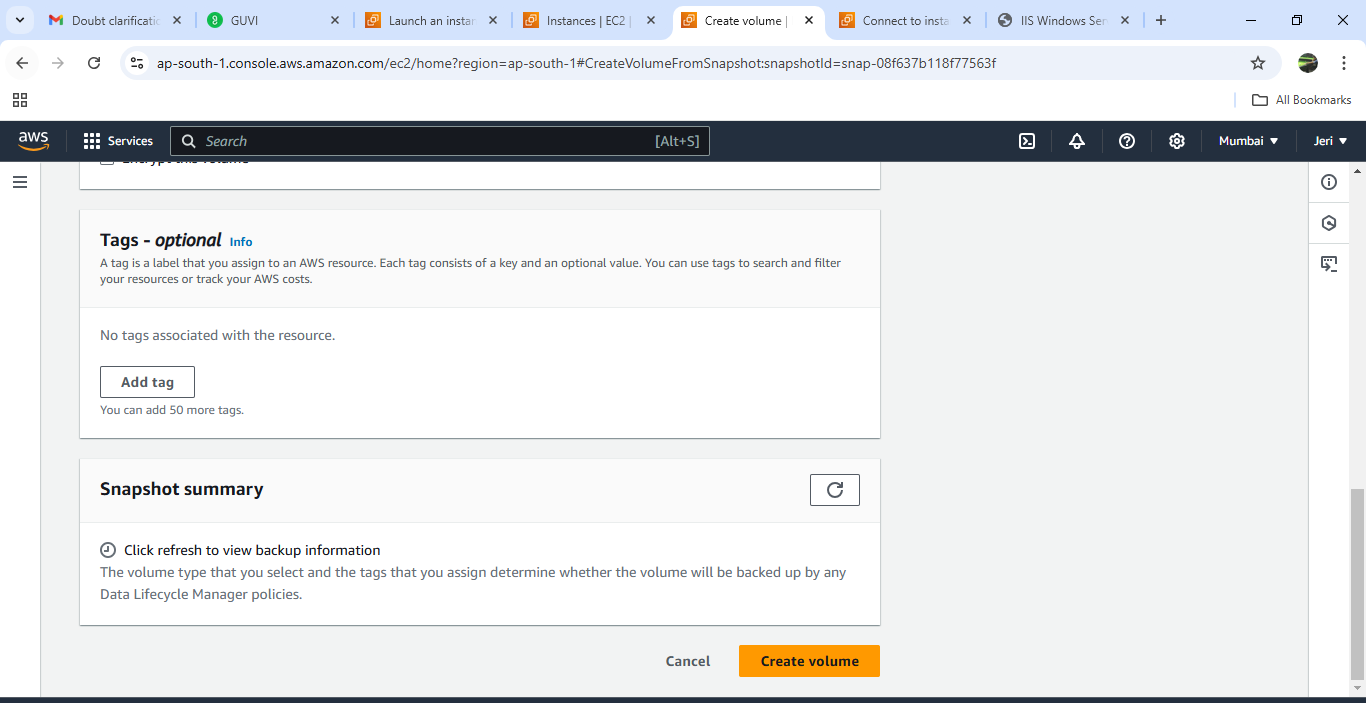 Doubt clarificati
GUVI
Launch an instan
Instances | EC2 |
Create volume |
Connect to insta
IIS Windows Ser
ap-south-1.console.aws.amazon.com/ec2/home?region=ap-south-1#CreateVolumeFromSnapshot:snapshotId=snap-08f637b118f77563f
All Bookmarks
aws
Services
Search
[Alt+S]
Mumbai
Jeri
Encrypt this volume
Tags - optional Info
A tag is a label that you assign to an AWS resource. Each tag consists of a key and an optional value. You can use tags to search and filter
your resources or track your AWS costs.
No tags associated with the resource.
Add tag
You can add 50 more tags.
Snapshot summary
Click refresh to view backup information
The volume type that you select and the tags that you assign determine whether the volume will be backed up by any
Data Lifecycle Manager policies.
Cancel
Create volume